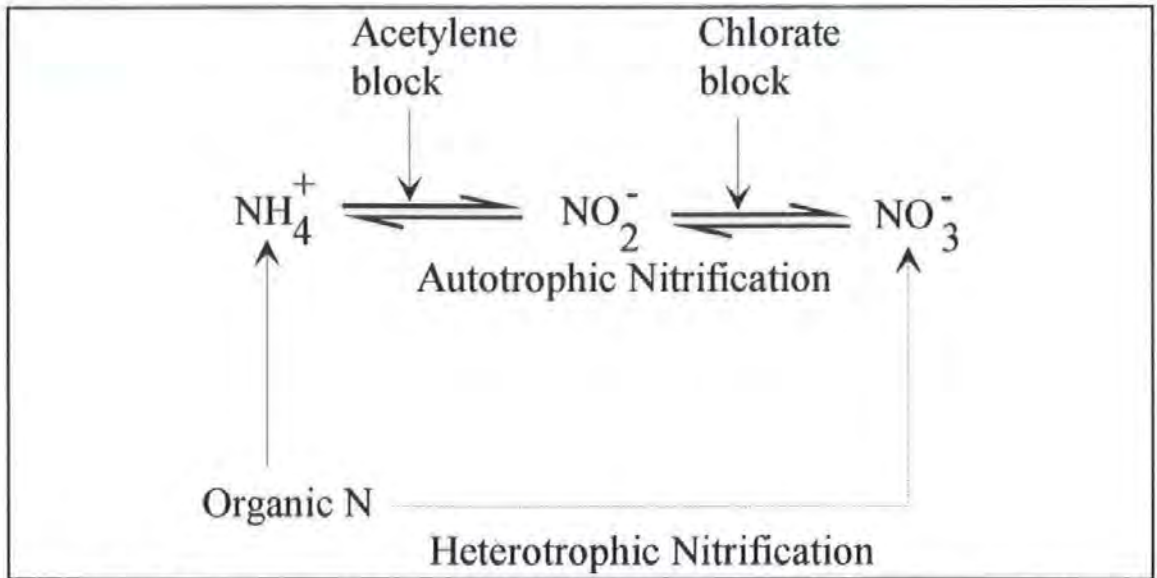 Acetylene
block
Chlorate
block
NH₄⁺
NO₂⁻
NO₃⁻
Autotrophic Nitrification
Organic N
Heterotrophic Nitrification